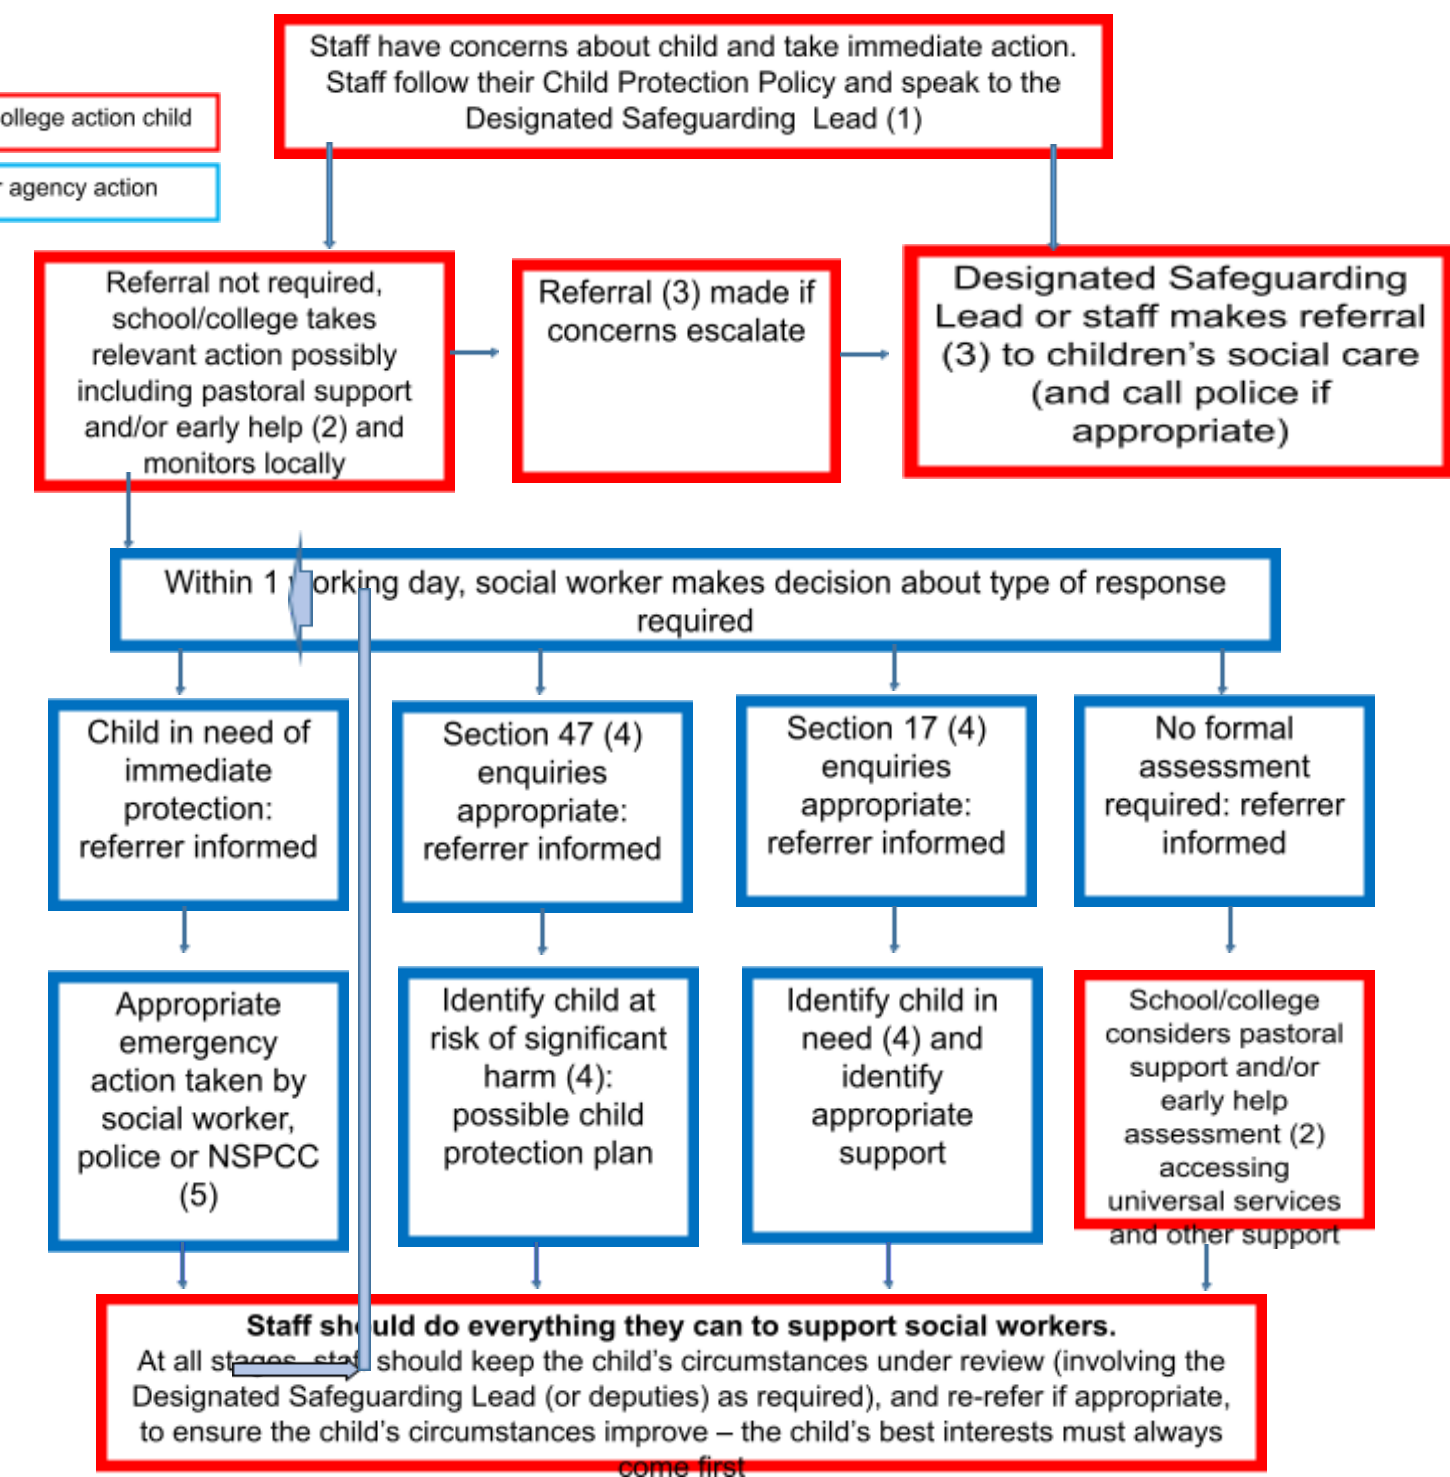 Staff have concerns about child and take immediate action.
Staff follow their Child Protection Policy and speak to the
Designated Safeguarding Lead (1)
ollege action child
r agency action
Referral not required,
school/college takes
relevant action possibly
including pastoral support
and/or early help (2) and
monitors locally
Referral (3) made if
concerns escalate
Designated Safeguarding
Lead or staff makes referral
(3) to children’s social care
(and call police if
appropriate)
Within 1 working day, social worker makes decision about type of response
required
Child in need of
immediate
protection:
referrer informed
Section 47 (4)
enquiries
appropriate:
referrer informed
Section 17 (4)
enquiries
appropriate:
referrer informed
No formal
assessment
required: referrer
informed
Appropriate
emergency
action taken by
social worker,
police or NSPCC
(5)
Identify child at
risk of significant
harm (4):
possible child
protection plan
Identify child in
need (4) and
identify
appropriate
support
School/college
considers pastoral
support and/or
early help
assessment (2)
accessing
universal services
and other support
Staff should do everything they can to support social workers.
At all stages, staff should keep the child’s circumstances under review (involving the
Designated Safeguarding Lead (or deputies) as required), and re-refer if appropriate,
to ensure the child’s circumstances improve – the child’s best interests must always
come first